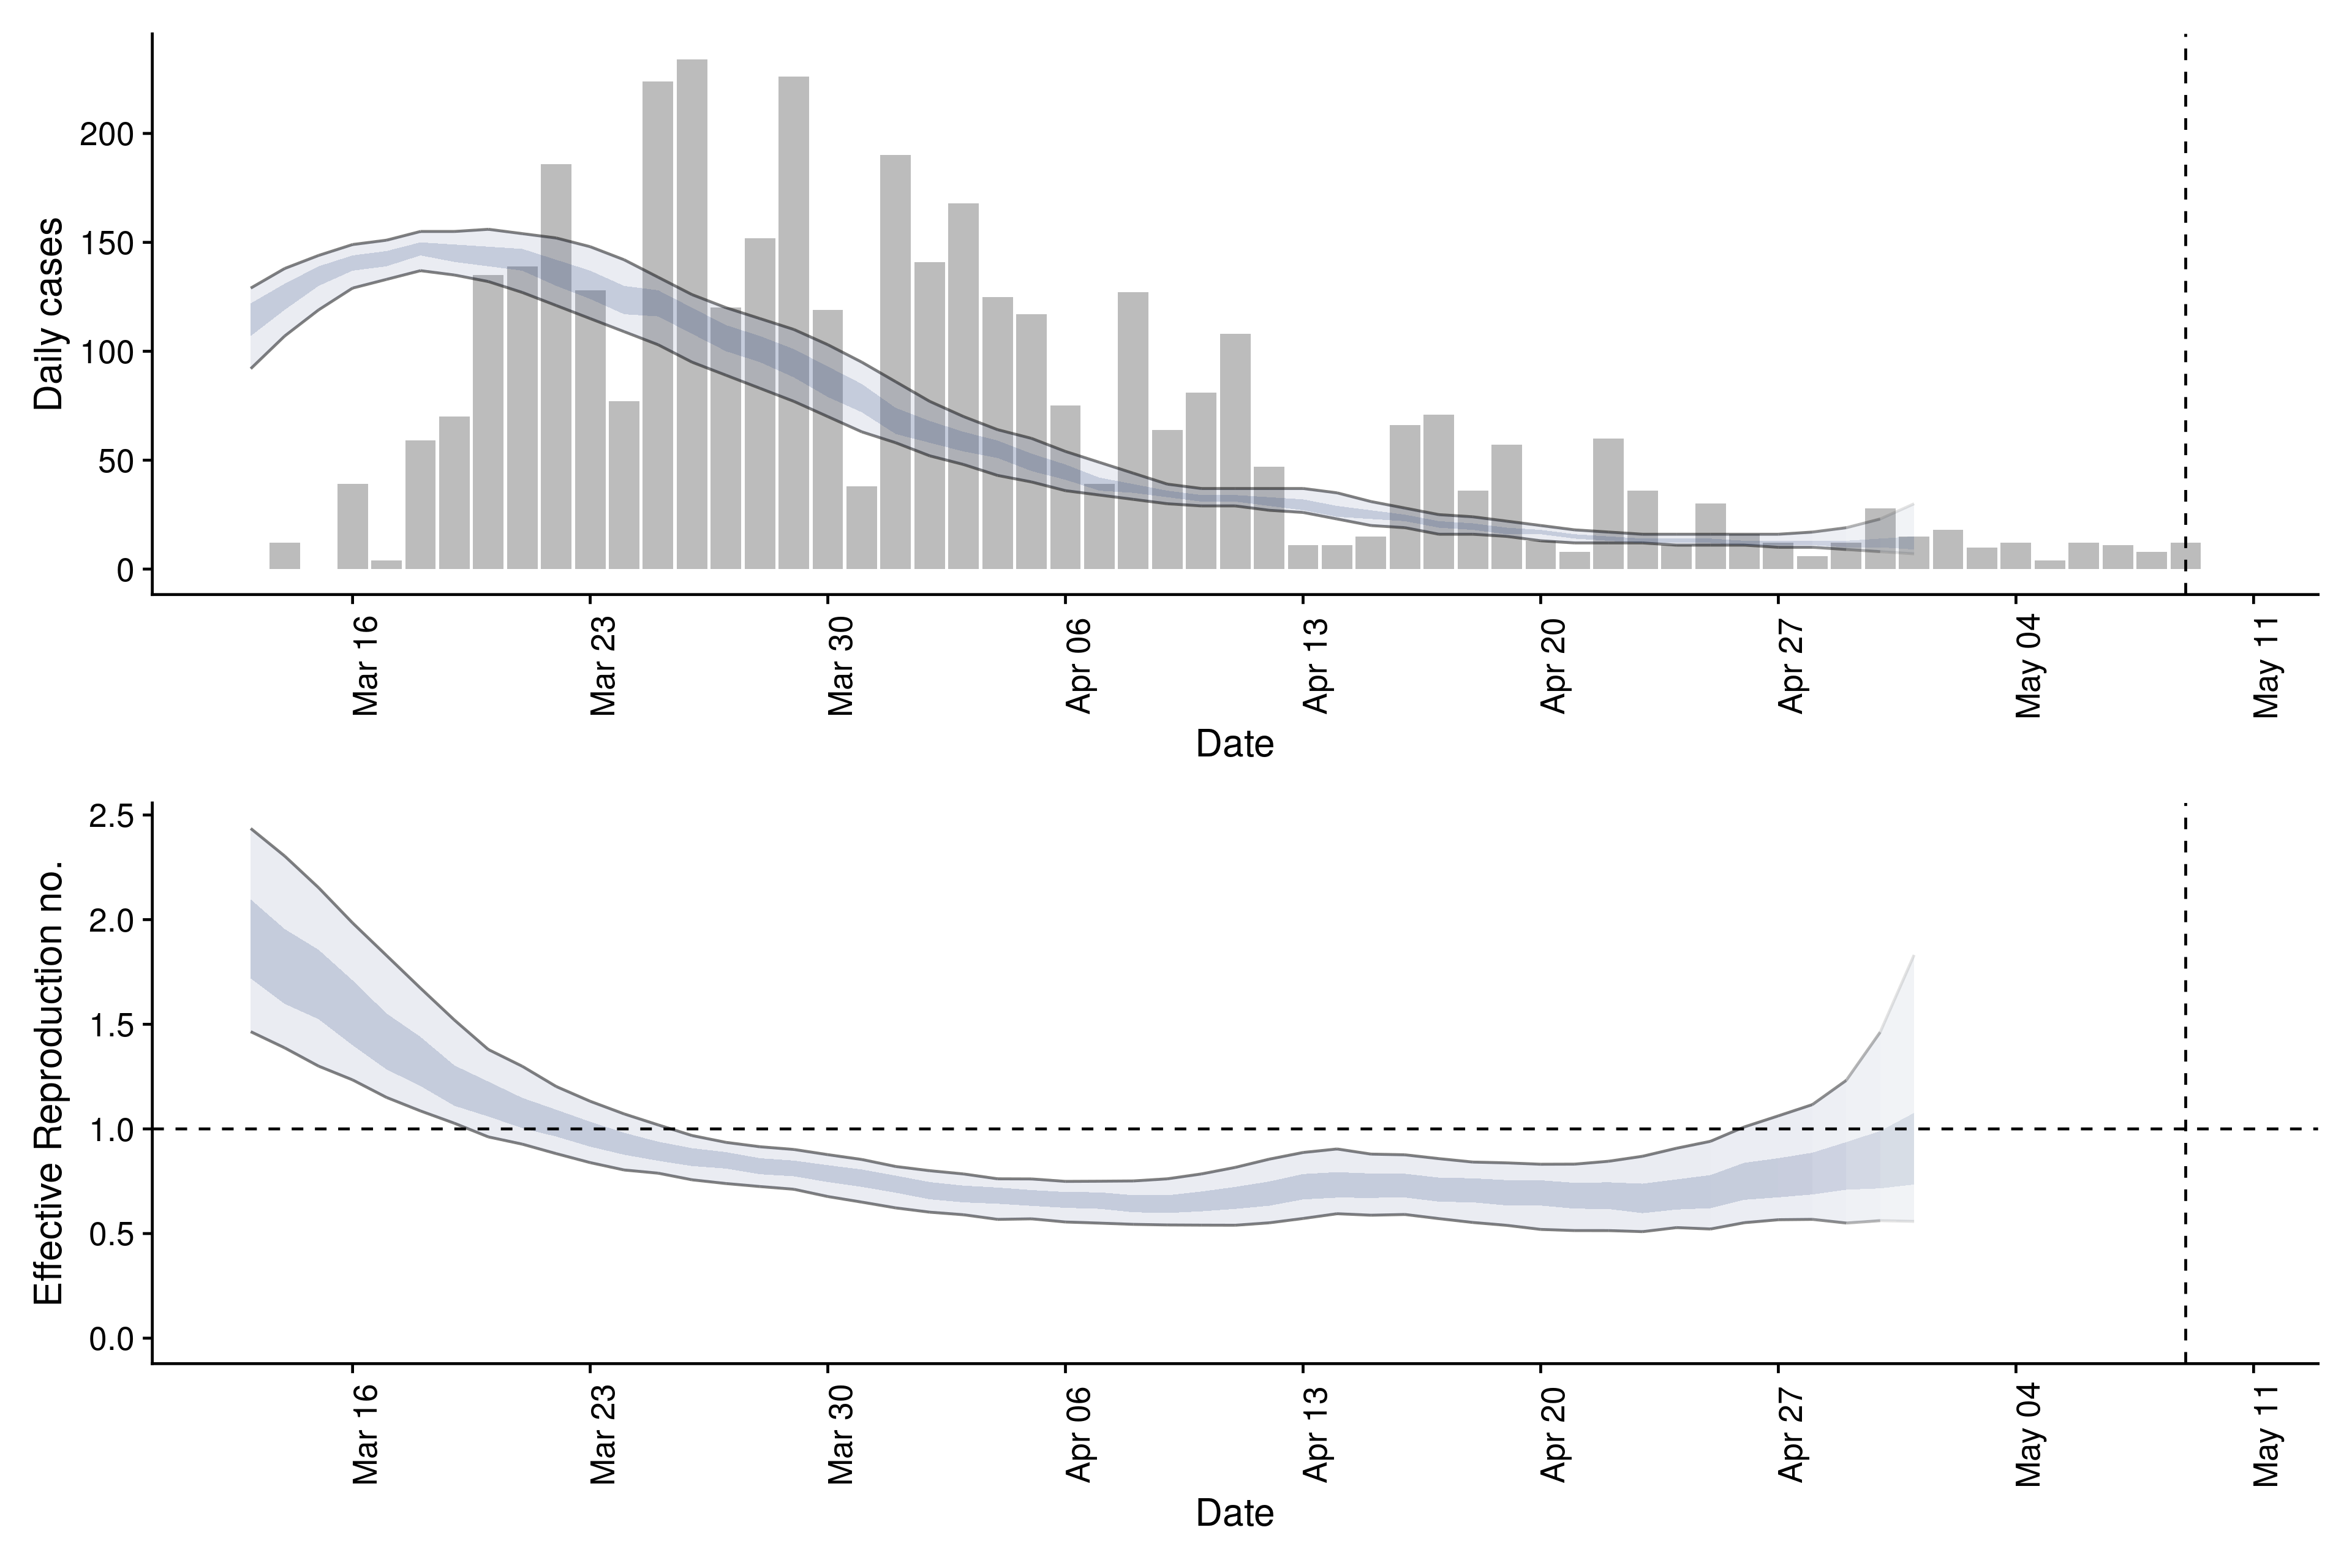 Daily cases
200
150
100
50
0
Mar 16
Mar 23
Mar 30
Apr 06
Apr 13
Apr 20
Apr 27
May 04
May 11
Date
Effective Reproduction no.
2.5
2.0
1.5
1.0
0.5
0.0
Mar 16
Mar 23
Mar 30
Apr 06
Apr 13
Apr 20
Apr 27
May 04
May 11
Date